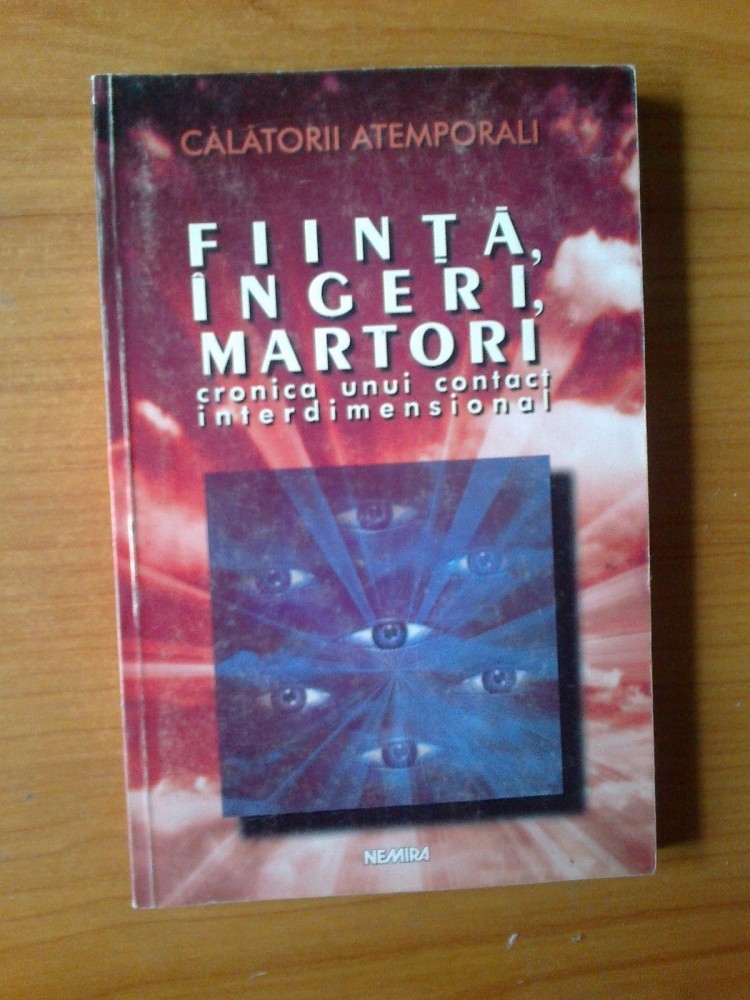 CĂLĂTORII ATEMPORALI
FIINȚĂ,
ÎNGERI,
MARTORI
cronica unui contact
interdimensional
NEMIRA